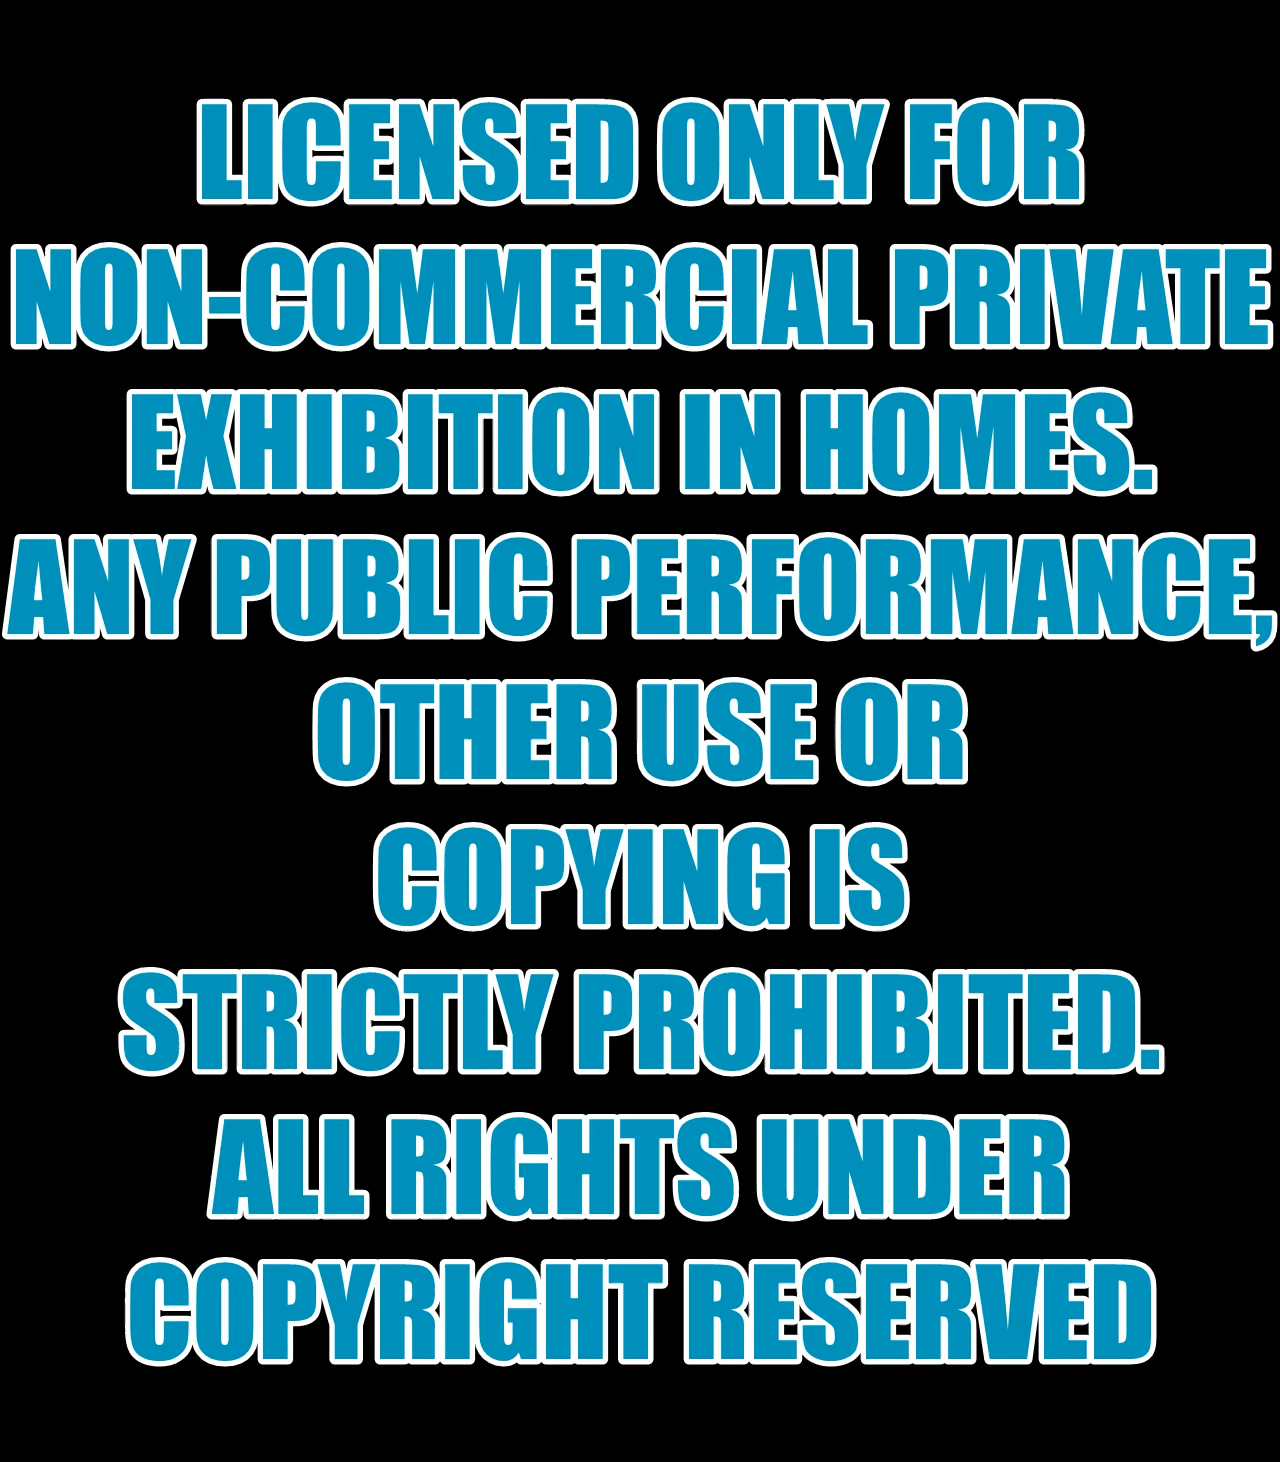 LICENSED ONLY FOR
NON-COMMERCIAL PRIVATE
EXHIBITION IN HOMES.
ANY PUBLIC PERFORMANCE,
OTHER USE OR
COPYING IS
STRICTLY PROHIBITED.
ALL RIGHTS UNDER
COPYRIGHT RESERVED